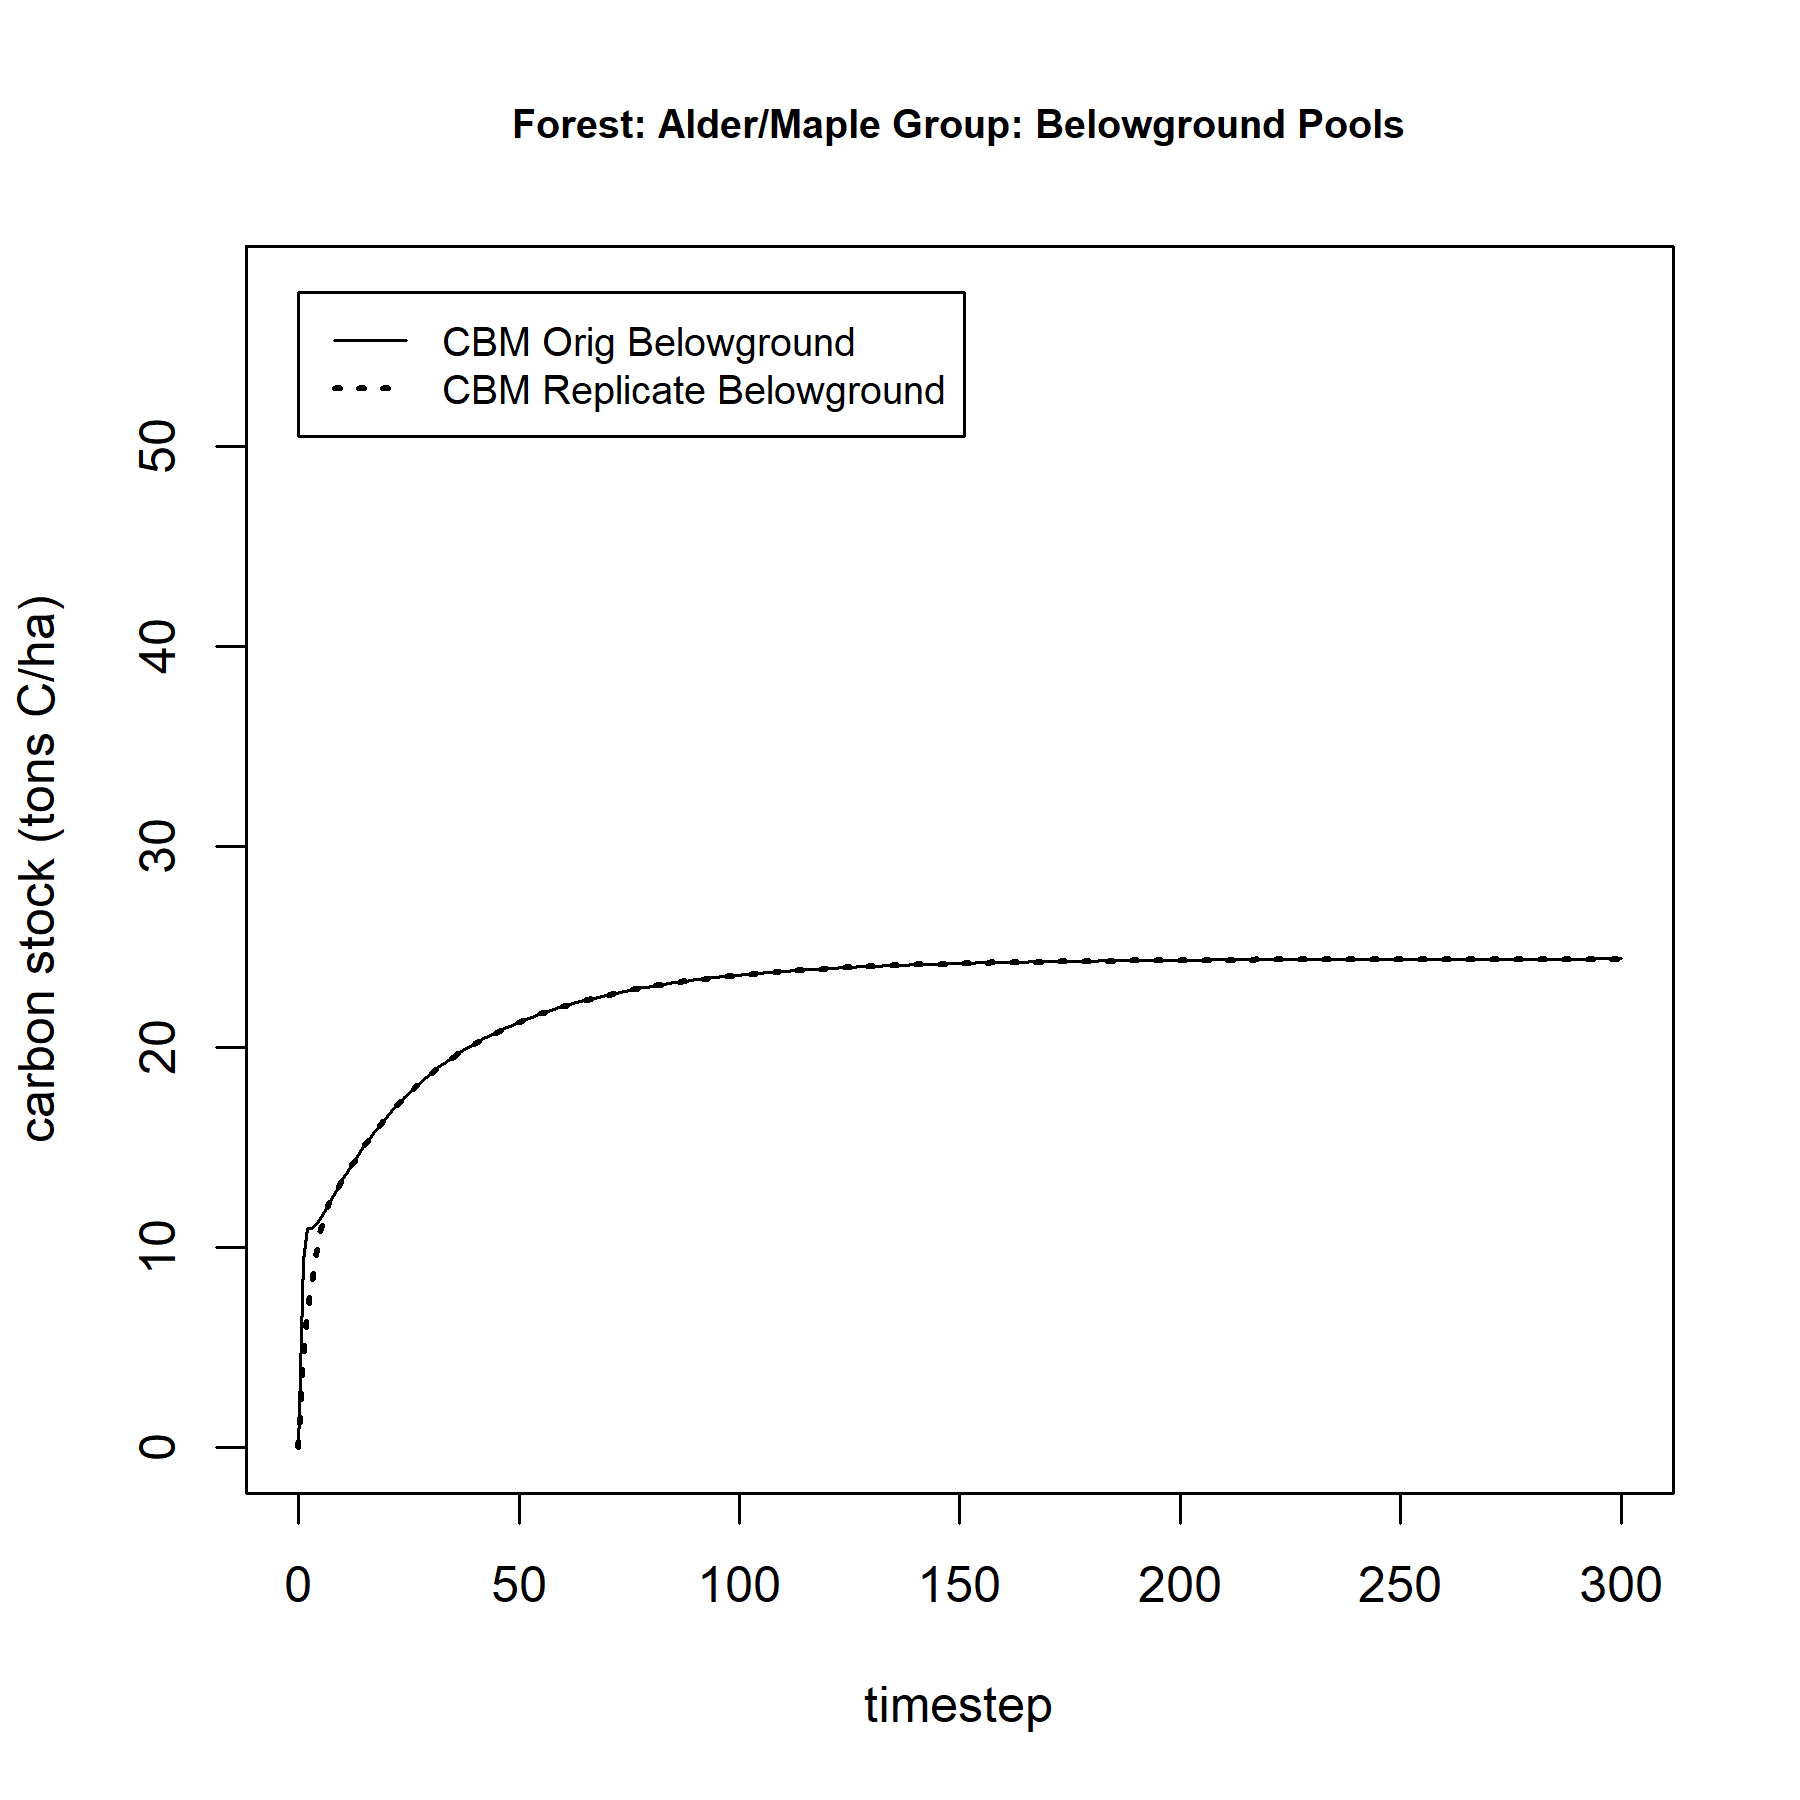 Forest: Alder/Maple Group: Belowground Pools
CBM Orig Belowground
CBM Replicate Belowground
carbon stock (tons C/ha)
50
40
30
20
10
0
0 50 100 150 200 250 300
timestep